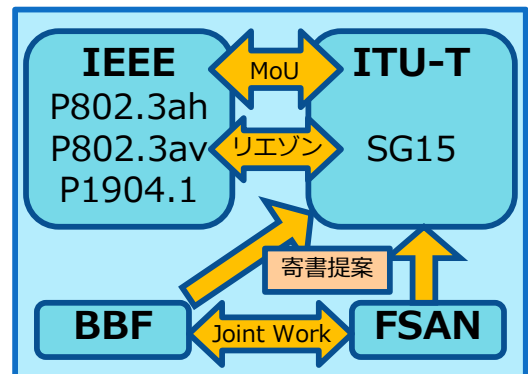 IEEE
P802.3ah
P802.3av
P1904.1
MoU
リエゾン
ITU-T
SG15
寄書提案
BBF
Joint Work
FSAN